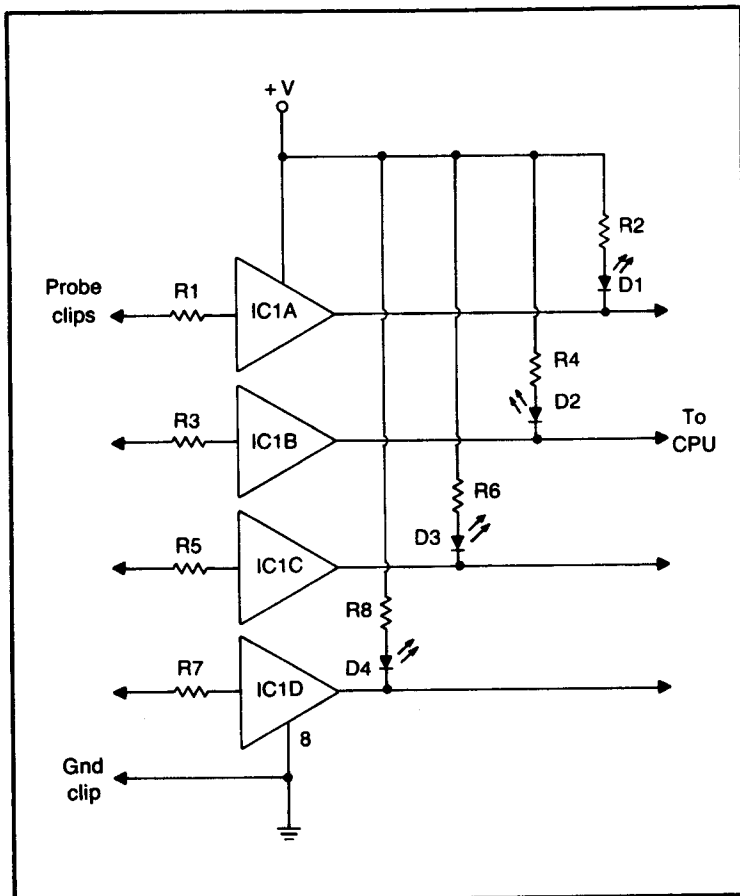 +V
R2
D1
Probe
clips
R1
IC1A
R4
D2
To
CPU
R3
IC1B
R6
D3
R5
IC1C
R8
D4
R7
IC1D
8
Gnd
clip